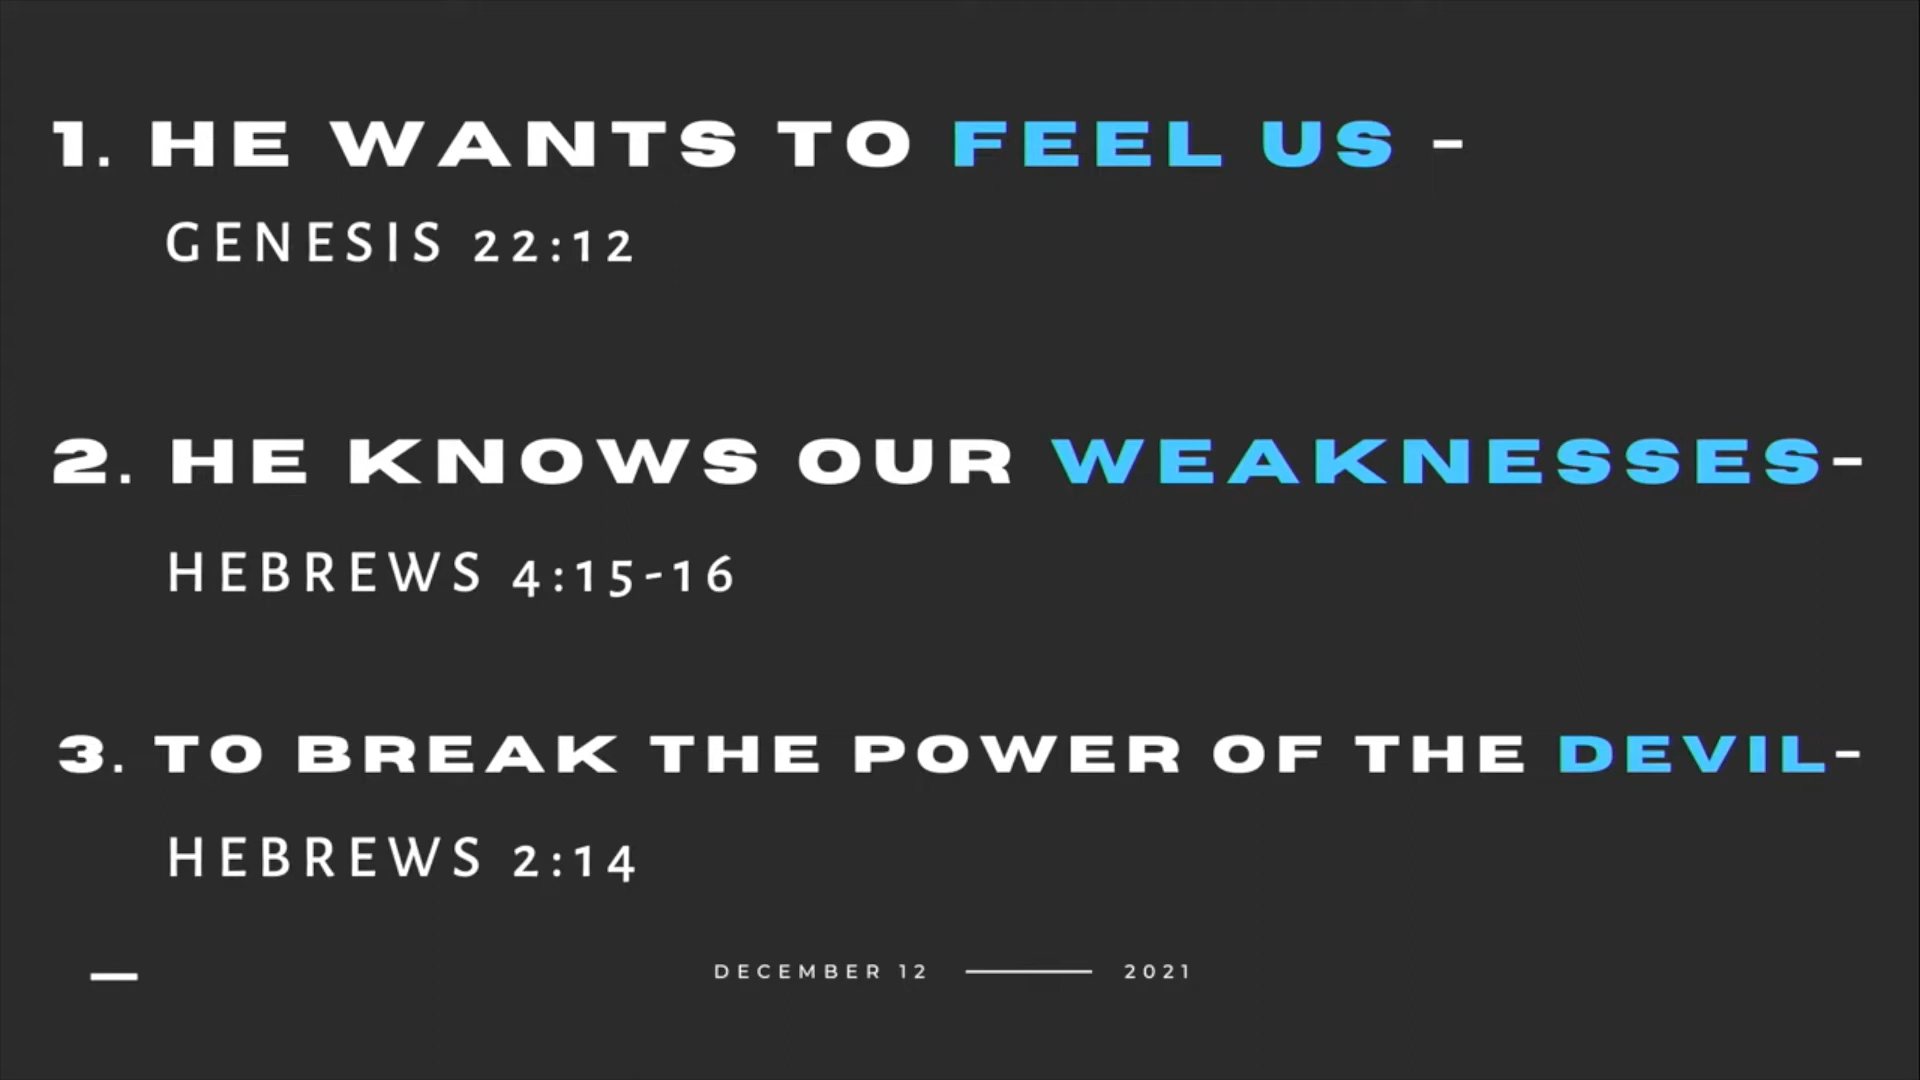 1. HE WANTS TO FEEL US -
GENESIS 22:12
2. HE KNOWS OUR WEAKNESSES-
HEBREWS 4:15-16
3. TO BREAK THE POWER OF THE DEVIL-
HEBREWS 2:14
DECEMBER 12 — 2021